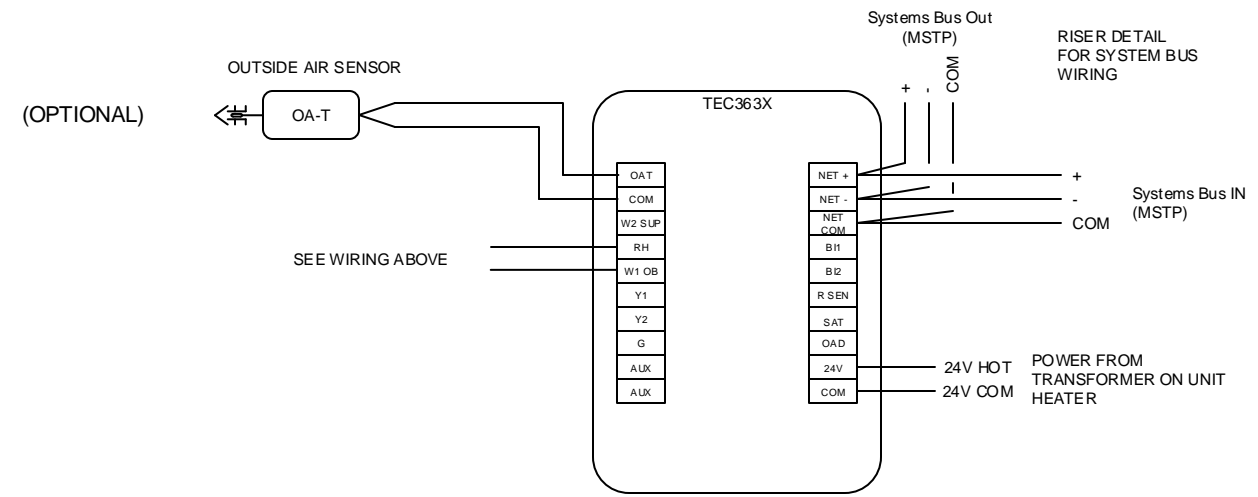 Systems Bus Out
(MSTP)
RISER DETAIL
FOR SYSTEM BUS
WIRING
+
-
COM
OUTSIDE AIR SENSOR
(OPTIONAL)
OA-T
TEC363X
OAT
COM
W2 SUP
RH
W1 OB
Y1
Y2
G
AUX
AUX
SEE WIRING ABOVE
NET +
NET -
NET
COM
BI1
BI2
R SEN
SAT
OAD
24V
COM
+
-
COM
Systems Bus IN
(MSTP)
24V HOT
24V COM
POWER FROM
TRANSFORMER ON UNIT
HEATER